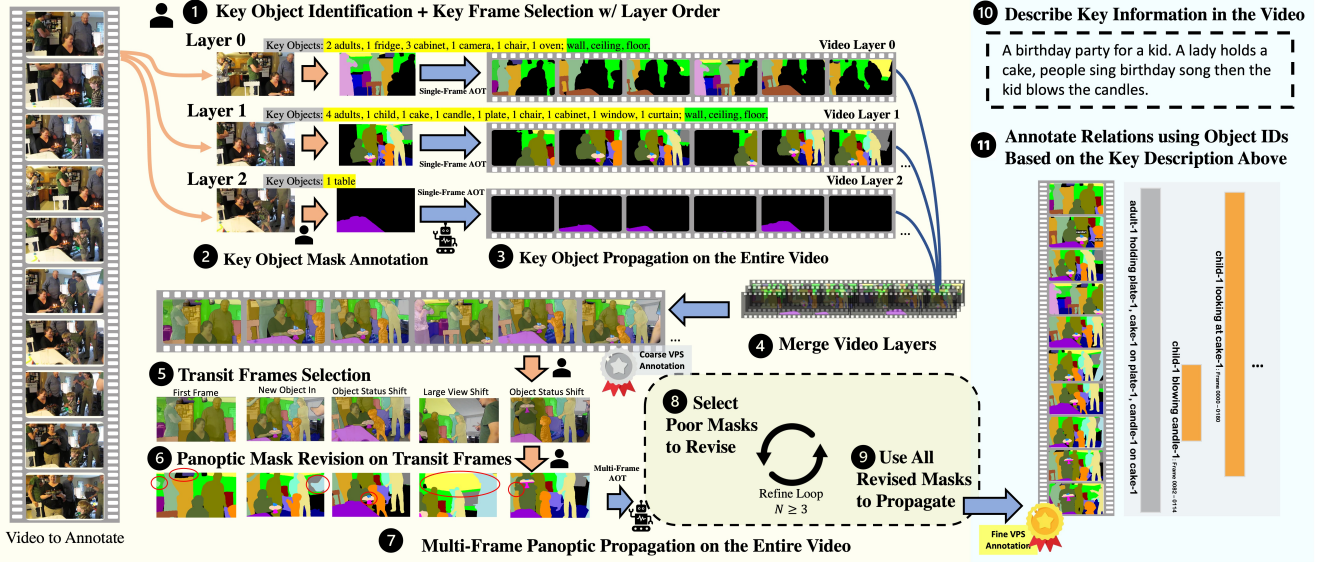 1 Key Object Identification + Key Frame Selection w/ Layer Order
Layer 0
Key Objects: 2 adults, 1 fridge, 3 cabinet, 1 camera, 1 chair, 1 oven; wall, ceiling, floor,
Video Layer 0
Single-Frame AOT
Layer 1
Key Objects: 4 adults, 1 child, 1 cake, 1 candle, 1 plate, 1 chair, 1 cabinet, 1 window, 1 curtain; wall, ceiling, floor,
Video Layer 1
Single-Frame AOT
...
Layer 2
Key Objects: 1 table
Single-Frame AOT
Video Layer 2
...
2 Key Object Mask Annotation
3 Key Object Propagation on the Entire Video
4 Merge Video Layers
...
Coarse VPS
Annotation
5 Transit Frames Selection
First Frame
New Object In
Object Status Shift
Large View Shift
Object Status Shift
6 Panoptic Mask Revision on Transit Frames
Multi-Frame
AOT
7 Multi-Frame Panoptic Propagation on the Entire Video
8 Select
Poor Masks
to Revise
Refine Loop
N ≥ 3
9 Use All
Revised Masks
to Propagate
Fine VPS
Annotation
Video to Annotate
10 Describe Key Information in the Video
A birthday party for a kid. A lady holds a
cake, people sing birthday song then the
kid blows the candles.
11 Annotate Relations using Object IDs
Based on the Key Description Above
adult-1 holding plate-1, cake-1 on plate-1, candle-1 on cake-1
child-1 blowing candle-1 Frame 0082 - 0114
child-1 looking at cake-1 Frame 0000 - 0180
...